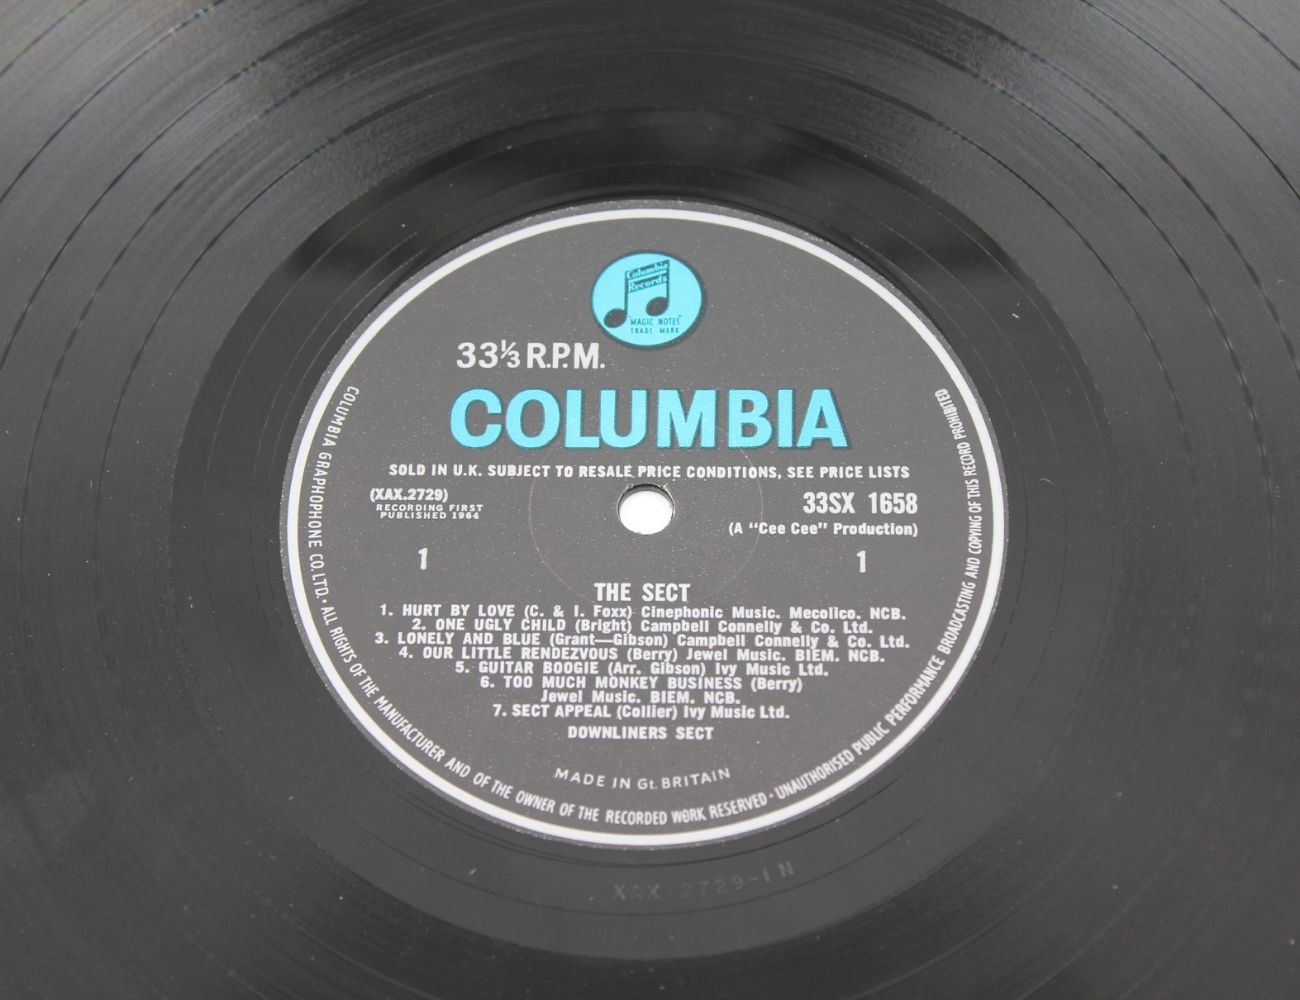 Columbia
Records
"MAGIC NOTES"
TRADE MARK
33⅓ R.P.M.
COLUMBIA
SOLD IN U.K. SUBJECT TO RESALE PRICE CONDITIONS, SEE PRICE LISTS
(XAX.2729)
RECORDING FIRST
PUBLISHED 1964
33SX 1658
(A "Cee Cee" Production)
1
1
THE SECT
1. HURT BY LOVE (C. & I. Foxx) Cinephonic Music. Mecolico. NCB.
2. ONE UGLY CHILD (Bright) Campbell Connelly & Co. Ltd.
3. LONELY AND BLUE (Grant—Gibson) Campbell Connelly & Co. Ltd.
4. OUR LITTLE RENDEZVOUS (Berry) Jewel Music. BIEM. NCB.
5. GUITAR BOOGIE (Arr. Gibson) Ivy Music Ltd.
6. TOO MUCH MONKEY BUSINESS (Berry)
Jewel Music. BIEM. NCB.
7. SECT APPEAL (Collier) Ivy Music Ltd.
DOWNLINERS SECT
MADE IN Gt. BRITAIN
COLUMBIA GRAPHOPHONE CO. LTD. · ALL RIGHTS OF THE MANUFACTURER AND OF THE OWNER OF THE RECORDED WORK RESERVED · UNAUTHORISED PUBLIC PERFORMANCE BROADCASTING AND COPYING OF THIS RECORD PROHIBITED
XAX 2729-1N